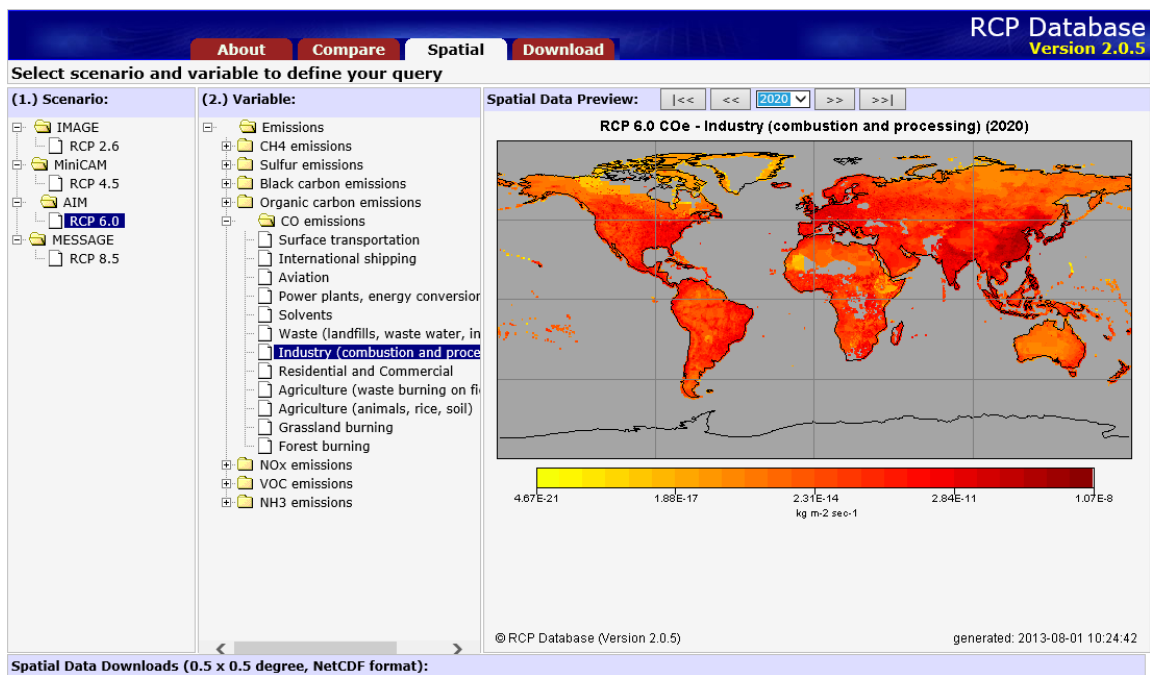 RCP Database
Version 2.0.5
About
Compare
Spatial
Download
Select scenario and variable to define your query
(1.) Scenario:
IMAGE
RCP 2.6
MiniCAM
RCP 4.5
AIM
RCP 6.0
MESSAGE
RCP 8.5
(2.) Variable:
Emissions
CH4 emissions
Sulfur emissions
Black carbon emissions
Organic carbon emissions
CO emissions
Surface transportation
International shipping
Aviation
Power plants, energy conversion
Solvents
Waste (landfills, waste water, in
Industry (combustion and proce
Residential and Commercial
Agriculture (waste burning on fi
Agriculture (animals, rice, soil)
Grassland burning
Forest burning
NOx emissions
VOC emissions
NH3 emissions
Spatial Data Preview: |<< << 2020 >> >>|
RCP 6.0 COe - Industry (combustion and processing) (2020)
4.67E-21 1.88E-17 2.31E-14 2.84E-11 1.07E-8
kg m-2 sec-1
© RCP Database (Version 2.0.5) generated: 2013-08-01 10:24:42
Spatial Data Downloads (0.5 x 0.5 degree, NetCDF format):